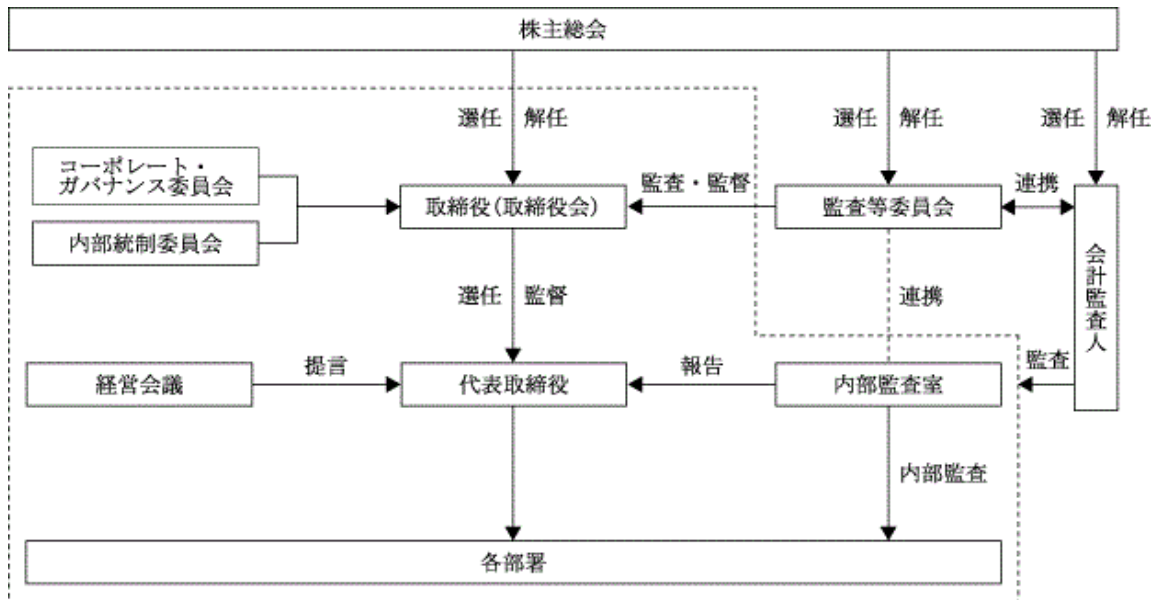 株主総会
選任 解任
選任 解任
選任 解任
コーポレート・
ガバナンス委員会
内部統制委員会
取締役(取締役会)
監査・監督
監査等委員会
連携
会計監査人
選任 監督
連携
経営会議
提言
代表取締役
報告
内部監査室
監査
内部監査
各部署